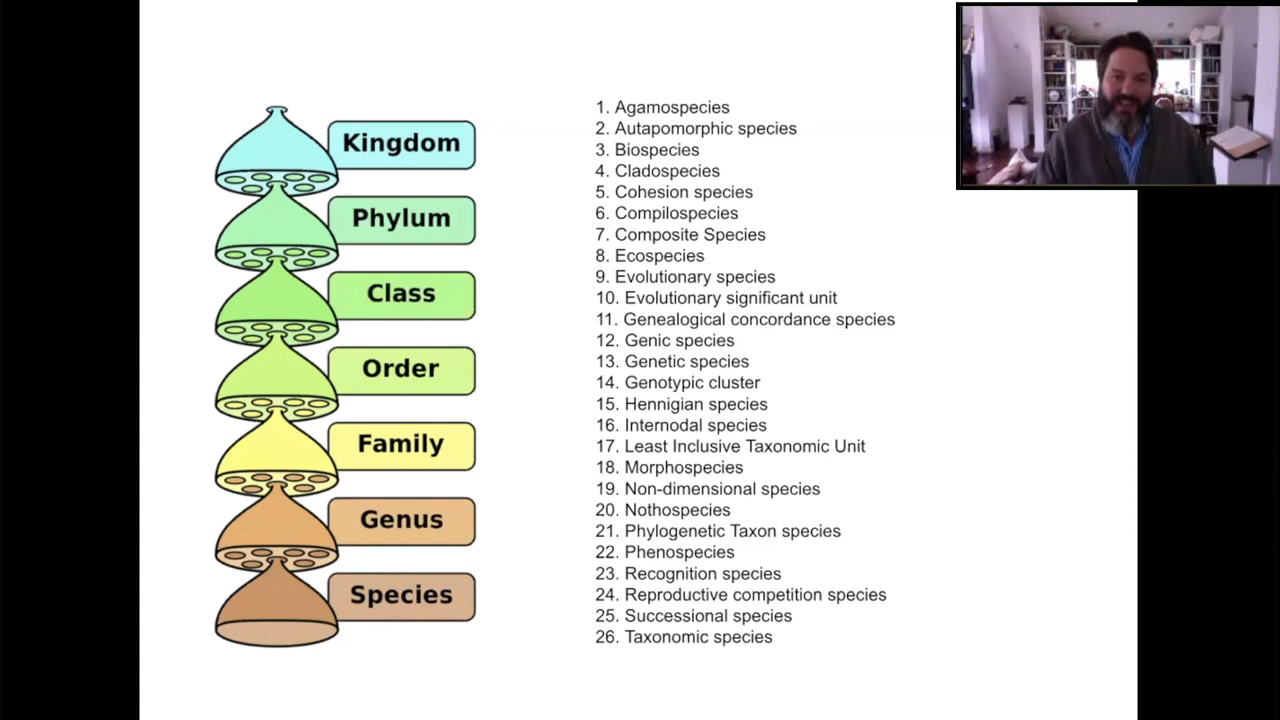 Kingdom
Phylum
Class
Order
Family
Genus
Species
1. Agamospecies
2. Autapomorphic species
3. Biospecies
4. Cladospecies
5. Cohesion species
6. Compilospecies
7. Composite Species
8. Ecospecies
9. Evolutionary species
10. Evolutionary significant unit
11. Genealogical concordance species
12. Genic species
13. Genetic species
14. Genotypic cluster
15. Hennigian species
16. Internodal species
17. Least Inclusive Taxonomic Unit
18. Morphospecies
19. Non-dimensional species
20. Nothospecies
21. Phylogenetic Taxon species
22. Phenospecies
23. Recognition species
24. Reproductive competition species
25. Successional species
26. Taxonomic species